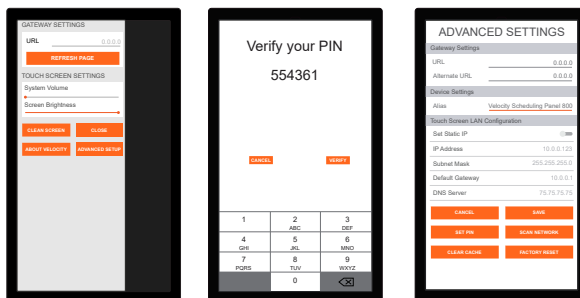 GATEWAY SETTINGS
URL 0.0.0.0
REFRESH PAGE
TOUCH SCREEN SETTINGS
System Volume
Screen Brightness
CLEAN SCREEN CLOSE
ABOUT VELOCITY ADVANCED SETUP
Verify your PIN
554361
CANCEL VERIFY
1 2 3
ABC DEF
4 5 6
GHI JKL MNO
7 8 9
PQRS TUV WXYZ
0
ADVANCED SETTINGS
Gateway Settings
URL 0.0.0.0
Alternate URL 0.0.0.0
Device Settings
Alias Velocity Scheduling Panel 800
Touch Screen LAN Configuration
Set Static IP
IP Address 10.0.0.123
Subnet Mask 255.255.255.0
Default Gateway 10.0.0.1
DNS Server 75.75.75.75
CANCEL SAVE
SET PIN SCAN NETWORK
CLEAR CACHE FACTORY RESET